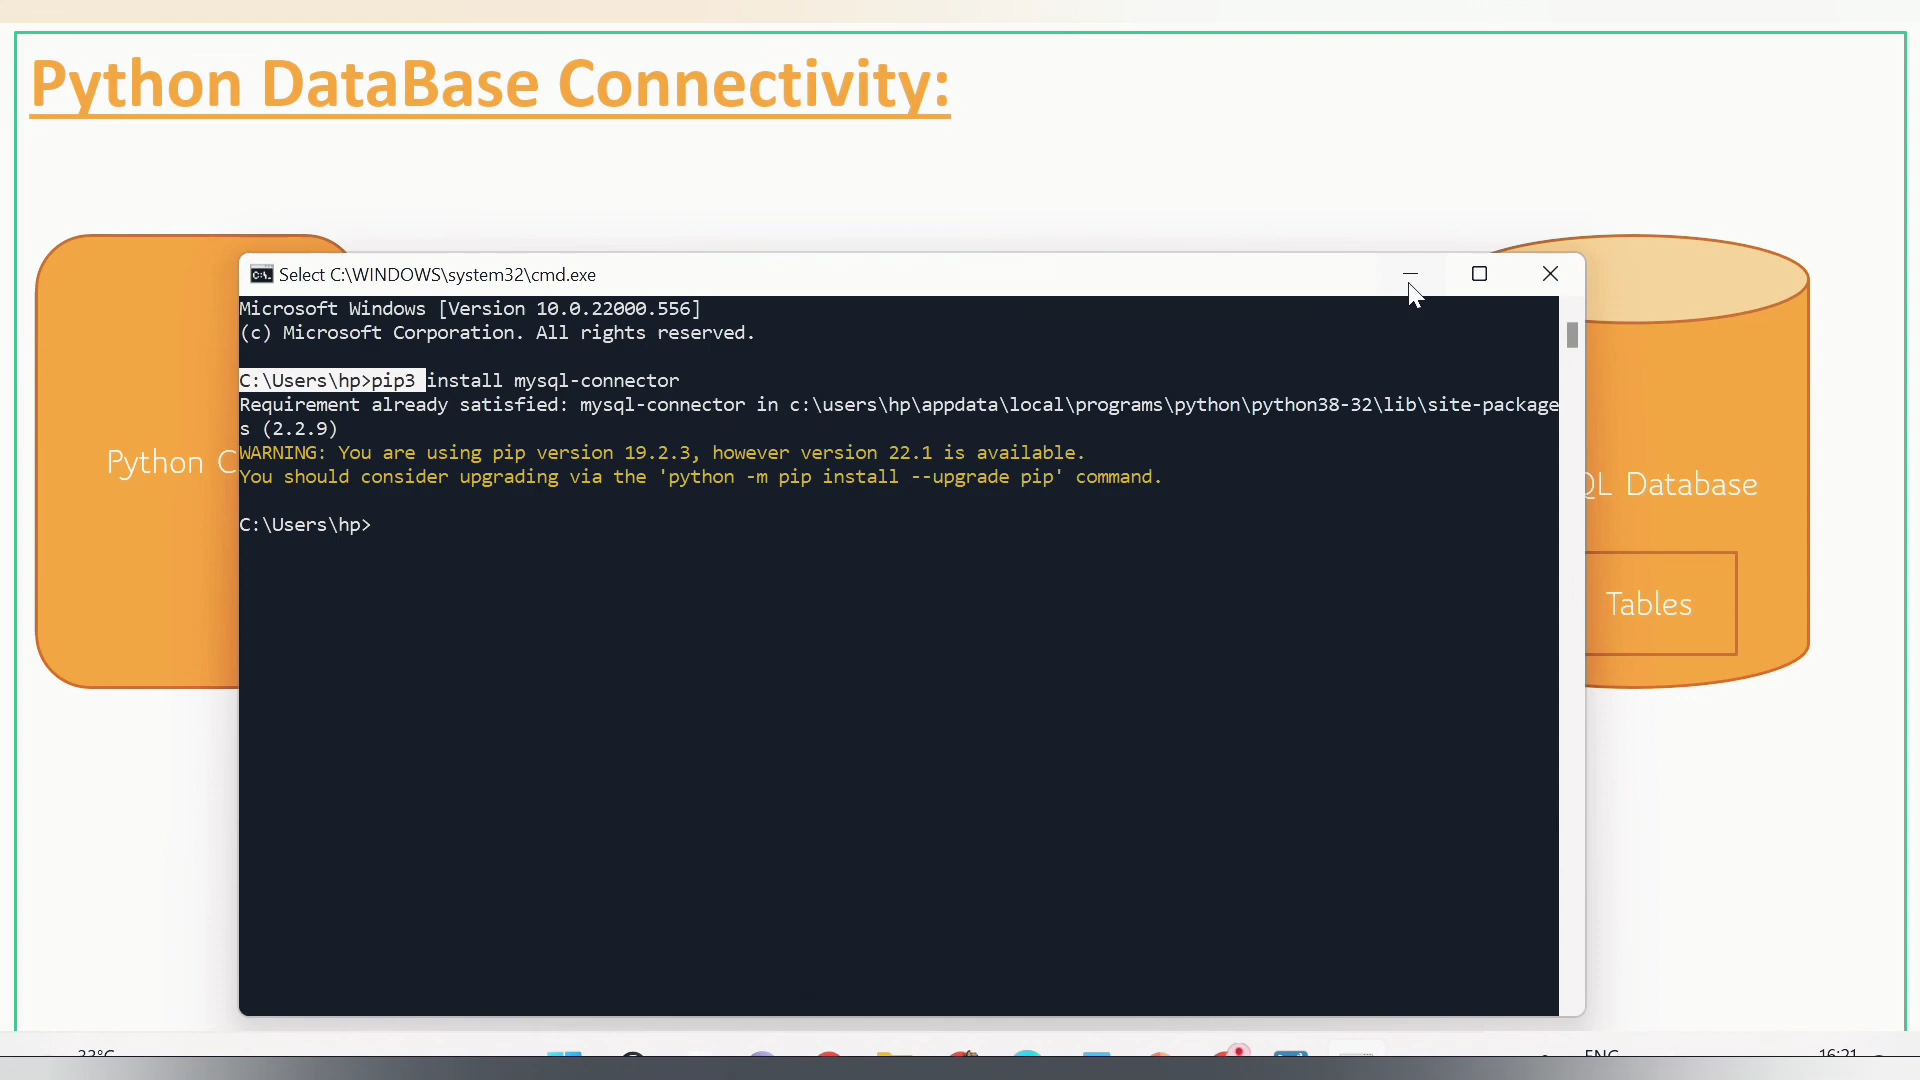 Python DataBase Connectivity:
Select C:\WINDOWS\system32\cmd.exe
Microsoft Windows [Version 10.0.22000.556]
(c) Microsoft Corporation. All rights reserved.
C:\Users\hp>pip3 install mysql-connector
Requirement already satisfied: mysql-connector in c:\users\hp\appdata\local\programs\python\python38-32\lib\site-package
s (2.2.9)
WARNING: You are using pip version 19.2.3, however version 22.1 is available.
You should consider upgrading via the 'python -m pip install --upgrade pip' command.
C:\Users\hp>
Python C
QL Database
Tables
33°C
ENG
16:21